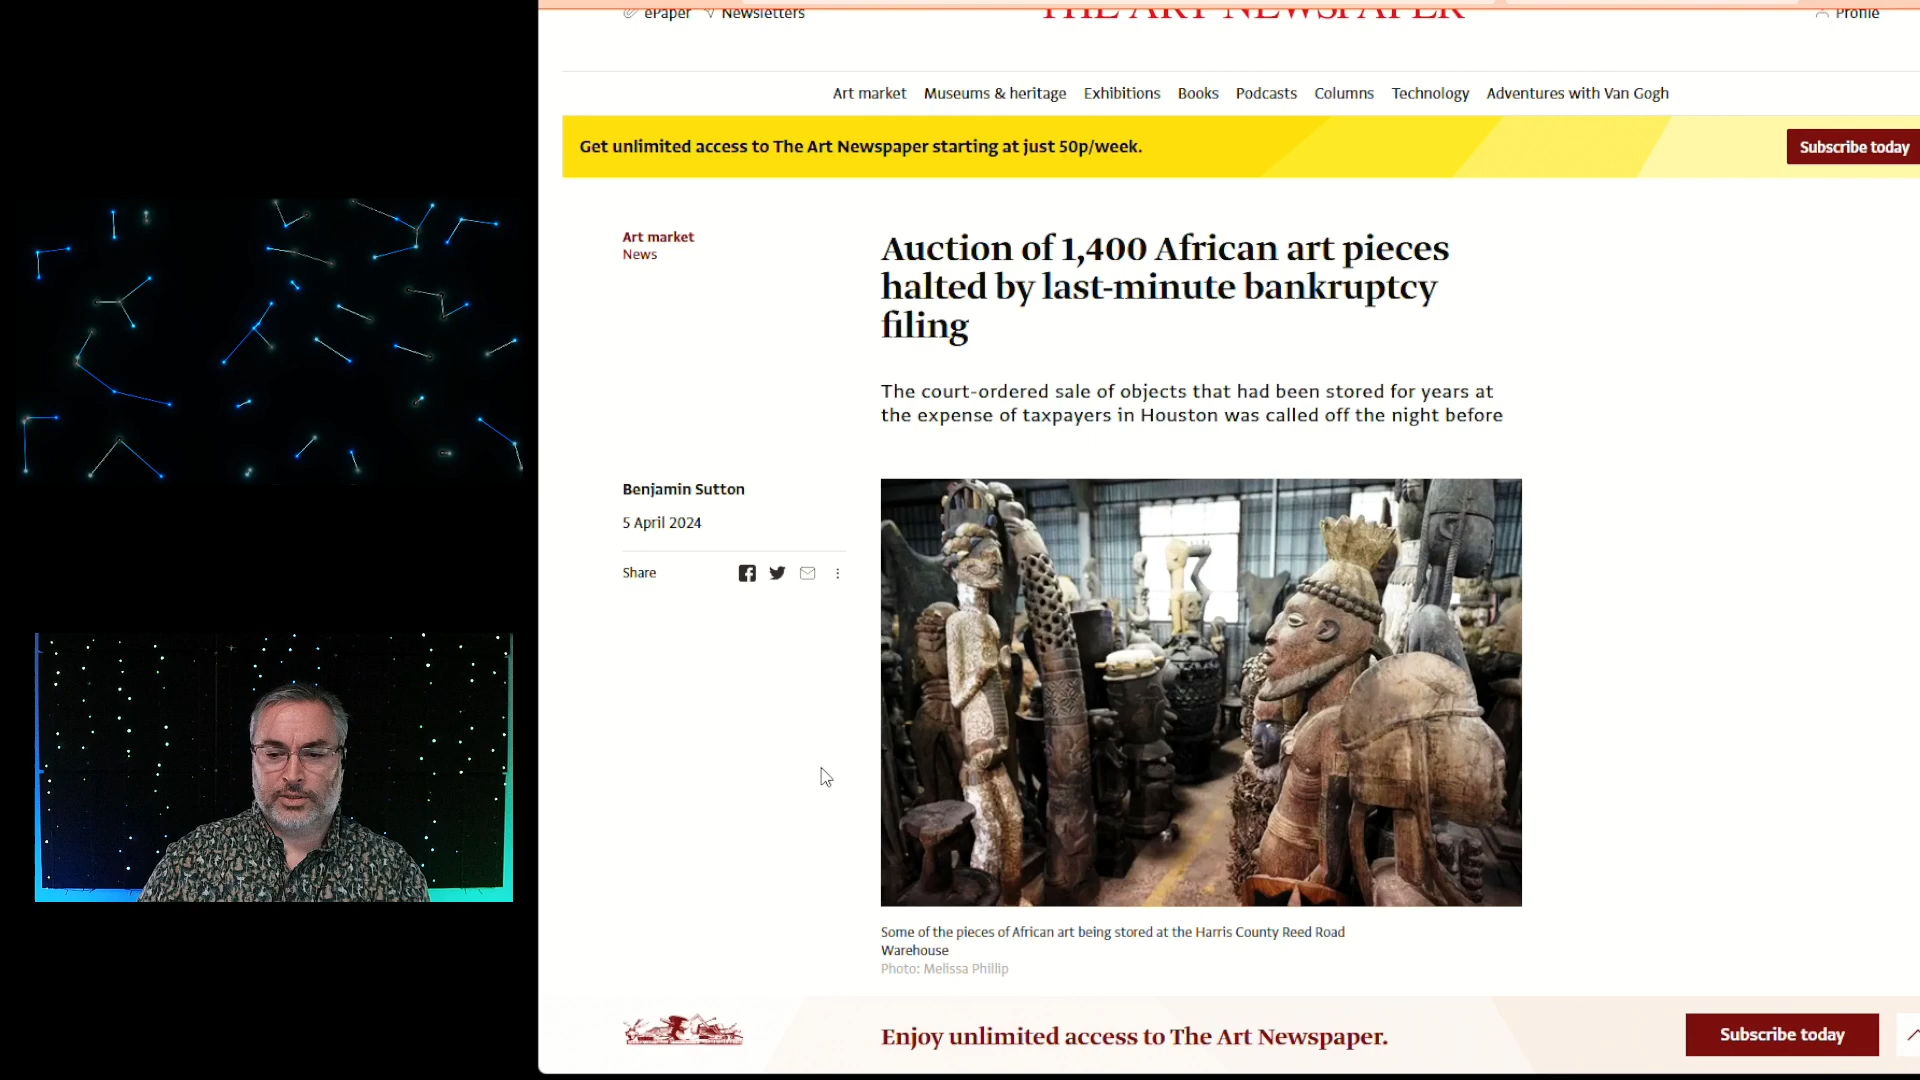 ePaper Newsletters THE ART NEWSPAPER Profile
Art market Museums & heritage Exhibitions Books Podcasts Columns Technology Adventures with Van Gogh
Get unlimited access to The Art Newspaper starting at just 50p/week. Subscribe today
Art market
News
Auction of 1,400 African art pieces
halted by last-minute bankruptcy
filing
The court-ordered sale of objects that had been stored for years at
the expense of taxpayers in Houston was called off the night before
Benjamin Sutton
5 April 2024
Share
Some of the pieces of African art being stored at the Harris County Reed Road
Warehouse
Photo: Melissa Phillip
Enjoy unlimited access to The Art Newspaper. Subscribe today